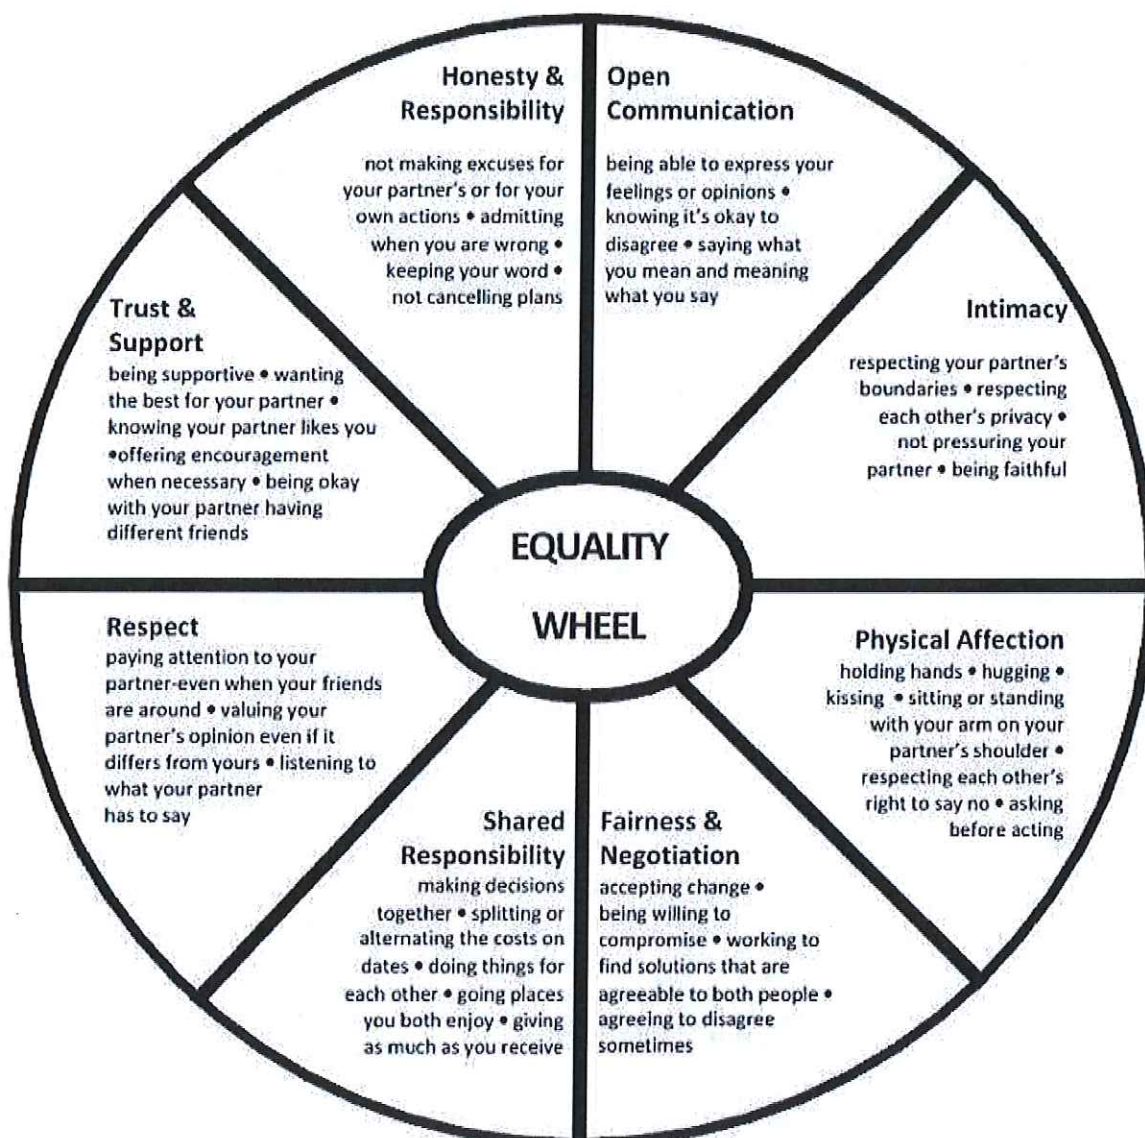 Honesty &
Responsibility
not making excuses for
your partner's or for your
own actions • admitting
when you are wrong •
keeping your word •
not cancelling plans
Open
Communication
being able to express your
feelings or opinions •
knowing it's okay to
disagree • saying what
you mean and meaning
what you say
Intimacy
respecting your partner's
boundaries • respecting
each other's privacy •
not pressuring your
partner • being faithful
Physical Affection
holding hands • hugging •
kissing • sitting or standing
with your arm on your
partner's shoulder •
respecting each other's
right to say no • asking
before acting
Fairness &
Negotiation
accepting change •
being willing to
compromise • working to
find solutions that are
agreeable to both people •
agreeing to disagree
sometimes
Shared
Responsibility
making decisions
together • splitting or
alternating the costs on
dates • doing things for
each other • going places
you both enjoy • giving
as much as you receive
Respect
paying attention to your
partner-even when your friends
are around • valuing your
partner's opinion even if it
differs from yours • listening to
what your partner
has to say
Trust &
Support
being supportive • wanting
the best for your partner •
knowing your partner likes you
•offering encouragement
when necessary • being okay
with your partner having
different friends
EQUALITY
WHEEL